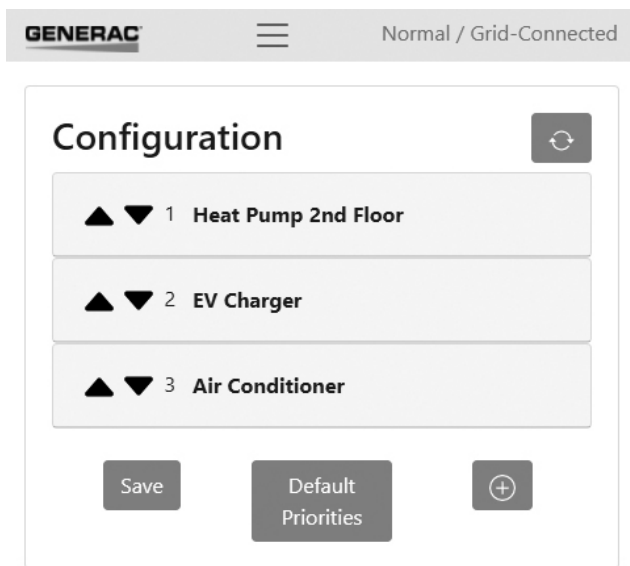 GENERAC
Normal / Grid-Connected
Configuration
1 Heat Pump 2nd Floor
2 EV Charger
3 Air Conditioner
Save
Default
Priorities